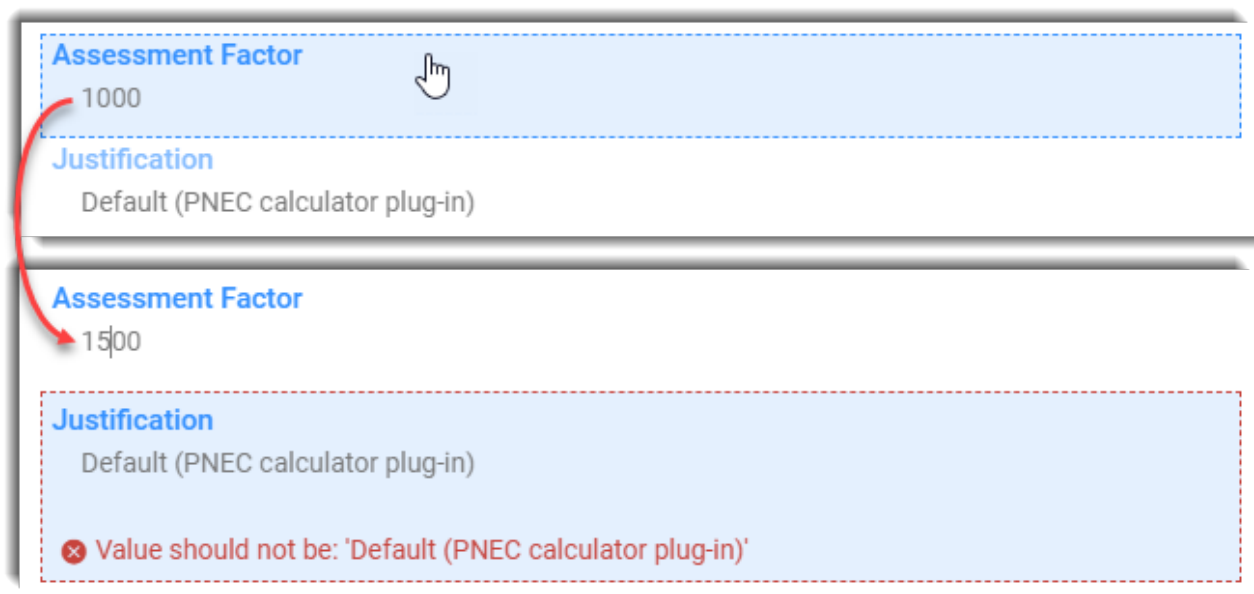 Assessment Factor
1000
Justification
Default (PNEC calculator plug-in)
Assessment Factor
1500
Justification
Default (PNEC calculator plug-in)
Value should not be: 'Default (PNEC calculator plug-in)'